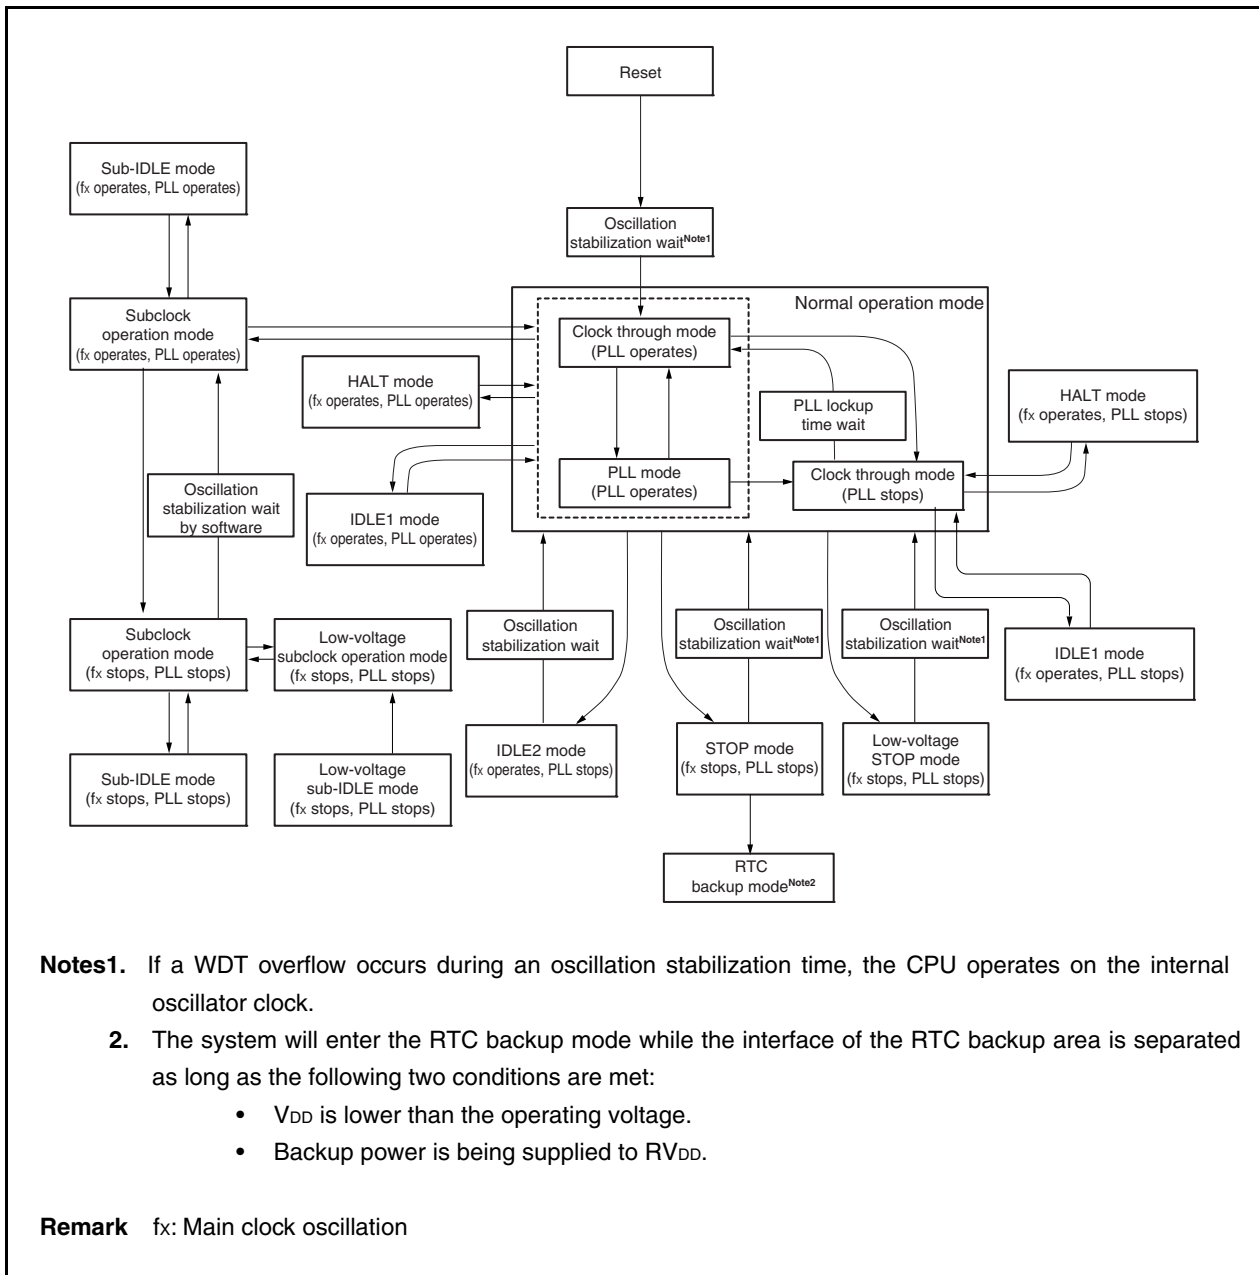 Reset
Sub-IDLE mode
(fx operates, PLL operates)
Oscillation
stabilization waitNote1
Normal operation mode
Subclock
operation mode
(fx operates, PLL operates)
Clock through mode
(PLL operates)
HALT mode
(fx operates, PLL operates)
PLL lockup
time wait
HALT mode
(fx operates, PLL stops)
PLL mode
(PLL operates)
Clock through mode
(PLL stops)
Oscillation
stabilization wait
by software
IDLE1 mode
(fx operates, PLL operates)
Subclock
operation mode
(fx stops, PLL stops)
Low-voltage
subclock operation mode
(fx stops, PLL stops)
Oscillation
stabilization wait
Oscillation
stabilization waitNote1
Oscillation
stabilization waitNote1
IDLE1 mode
(fx operates, PLL stops)
Sub-IDLE mode
(fx stops, PLL stops)
Low-voltage
sub-IDLE mode
(fx stops, PLL stops)
IDLE2 mode
(fx operates, PLL stops)
STOP mode
(fx stops, PLL stops)
Low-voltage
STOP mode
(fx stops, PLL stops)
RTC
backup modeNote2
Notes1. If a WDT overflow occurs during an oscillation stabilization time, the CPU operates on the internal
oscillator clock.
2. The system will enter the RTC backup mode while the interface of the RTC backup area is separated
as long as the following two conditions are met:
• VDD is lower than the operating voltage.
• Backup power is being supplied to RVDD.
Remark fx: Main clock oscillation